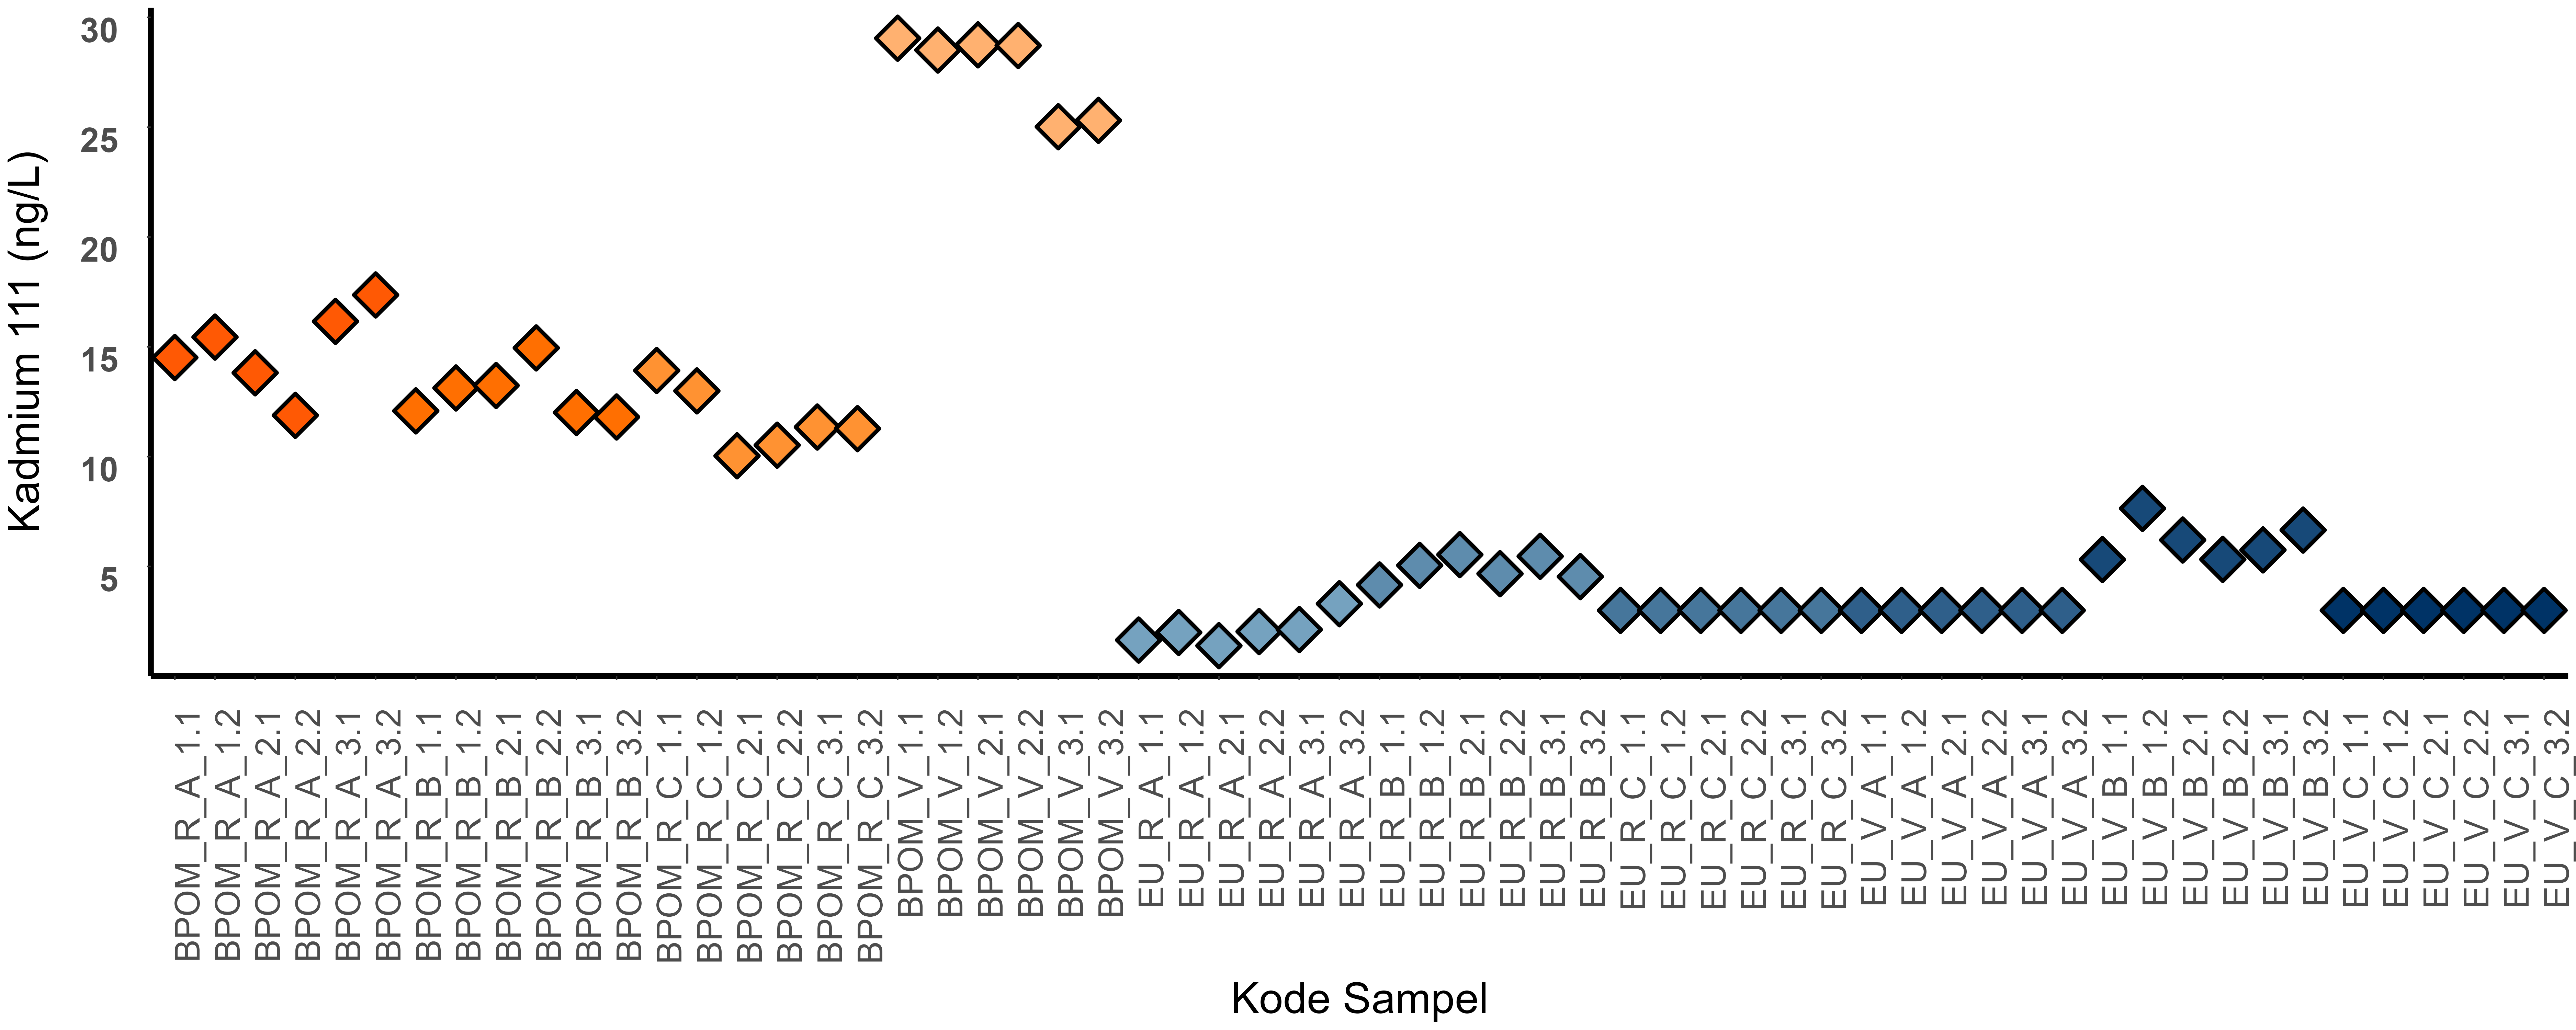 Kadmium 111 (ng/L)
30
25
20
15
10
5
BPOM_R_A_1.1
BPOM_R_A_1.2
BPOM_R_A_2.1
BPOM_R_A_2.2
BPOM_R_A_3.1
BPOM_R_A_3.2
BPOM_R_B_1.1
BPOM_R_B_1.2
BPOM_R_B_2.1
BPOM_R_B_2.2
BPOM_R_B_3.1
BPOM_R_B_3.2
BPOM_R_C_1.1
BPOM_R_C_1.2
BPOM_R_C_2.1
BPOM_R_C_2.2
BPOM_R_C_3.1
BPOM_R_C_3.2
BPOM_V_1.1
BPOM_V_1.2
BPOM_V_2.1
BPOM_V_2.2
BPOM_V_3.1
BPOM_V_3.2
EU_R_A_1.1
EU_R_A_1.2
EU_R_A_2.1
EU_R_A_2.2
EU_R_A_3.1
EU_R_A_3.2
EU_R_B_1.1
EU_R_B_1.2
EU_R_B_2.1
EU_R_B_2.2
EU_R_B_3.1
EU_R_B_3.2
EU_R_C_1.1
EU_R_C_1.2
EU_R_C_2.1
EU_R_C_2.2
EU_R_C_3.1
EU_R_C_3.2
EU_V_A_1.1
EU_V_A_1.2
EU_V_A_2.1
EU_V_A_2.2
EU_V_A_3.1
EU_V_A_3.2
EU_V_B_1.1
EU_V_B_1.2
EU_V_B_2.1
EU_V_B_2.2
EU_V_B_3.1
EU_V_B_3.2
EU_V_C_1.1
EU_V_C_1.2
EU_V_C_2.1
EU_V_C_2.2
EU_V_C_3.1
EU_V_C_3.2
Kode Sampel